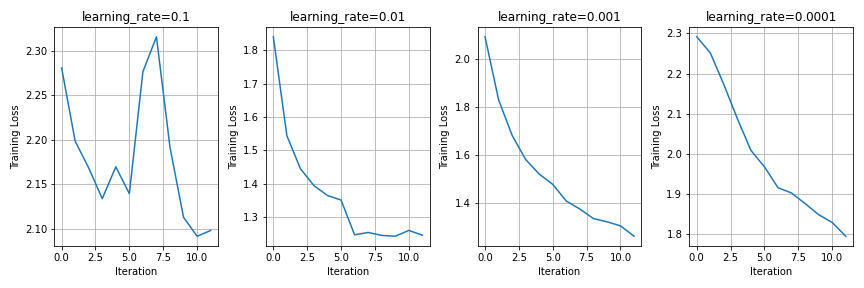 learning_rate=0.1
2.30
2.25
2.20
2.15
2.10
Training Loss
0.0 2.5 5.0 7.5 10.0
Iteration
learning_rate=0.01
1.8
1.7
1.6
1.5
1.4
1.3
Training Loss
0.0 2.5 5.0 7.5 10.0
Iteration
learning_rate=0.001
2.0
1.8
1.6
1.4
Training Loss
0.0 2.5 5.0 7.5 10.0
Iteration
learning_rate=0.0001
2.3
2.2
2.1
2.0
1.9
1.8
Training Loss
0.0 2.5 5.0 7.5 10.0
Iteration